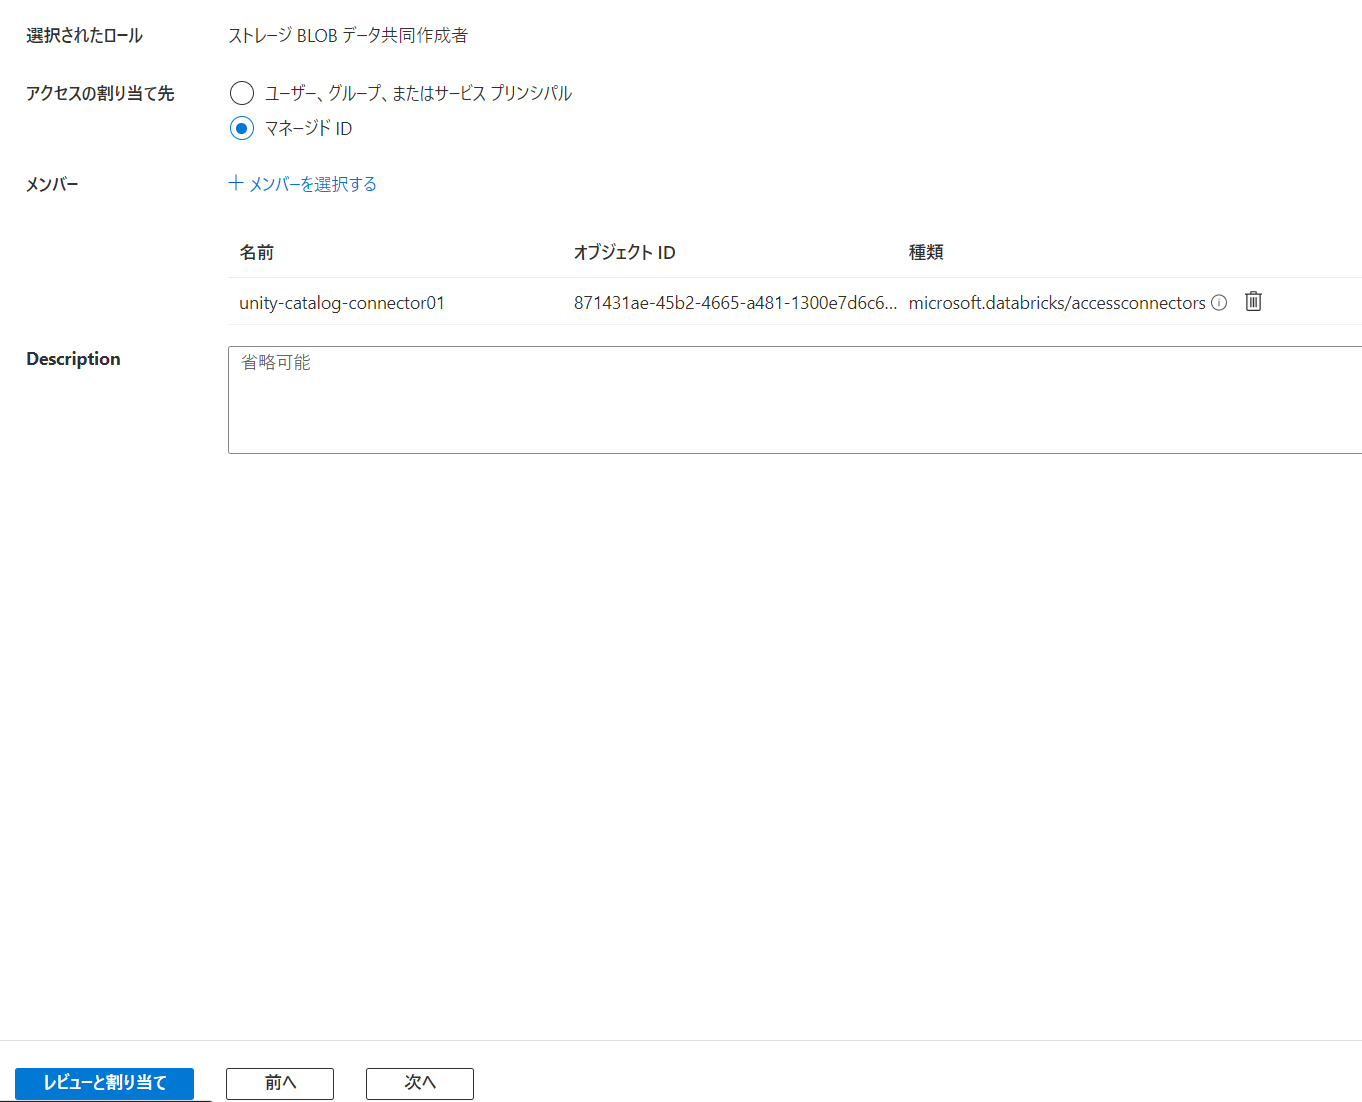 選択されたロール ストレージ BLOB データ共同作成者
アクセスの割り当て先 ユーザー、グループ、またはサービス プリンシパル
マネージド ID
メンバー + メンバーを選択する
名前 オブジェクト ID 種類
unity-catalog-connector01 871431ae-45b2-4665-a481-1300e7d6c6... microsoft.databricks/accessconnectors
Description 省略可能
レビューと割り当て 前へ 次へ